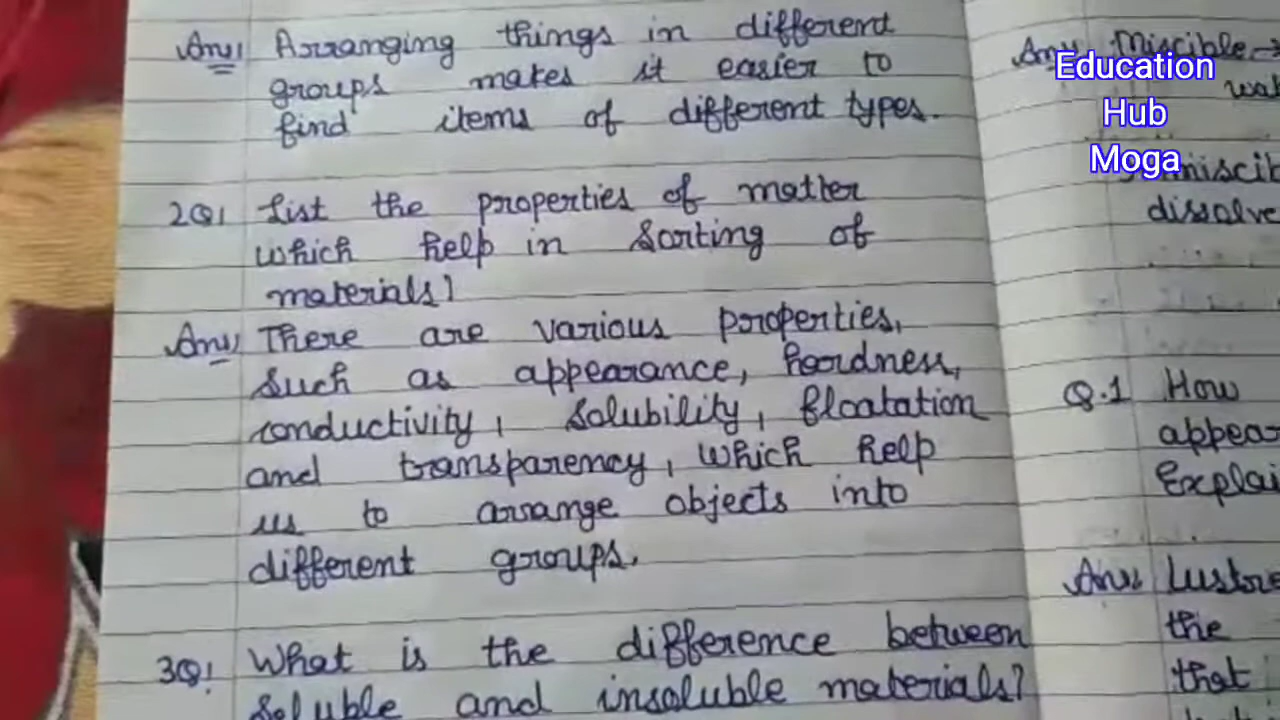 Ans! Arranging things in different
groups makes it easier to
find items of different types.
2Q! List the properties of matter
which help in sorting of
materials!
Ans! There are various properties,
such as appearance, hardness,
conductivity, solubility, floatation
and transparency, which help
us to arrange objects into
different groups.
3Q! What is the difference between
soluble and insoluble materials?
Ans! Miscible →
dissolve
Q.1 How
Ans! Lustre
the
that
Education
Hub
Moga